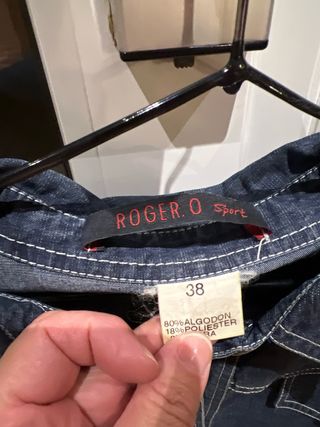 ROGER.O Sport
38
80%ALGODON
18%POLIESTER